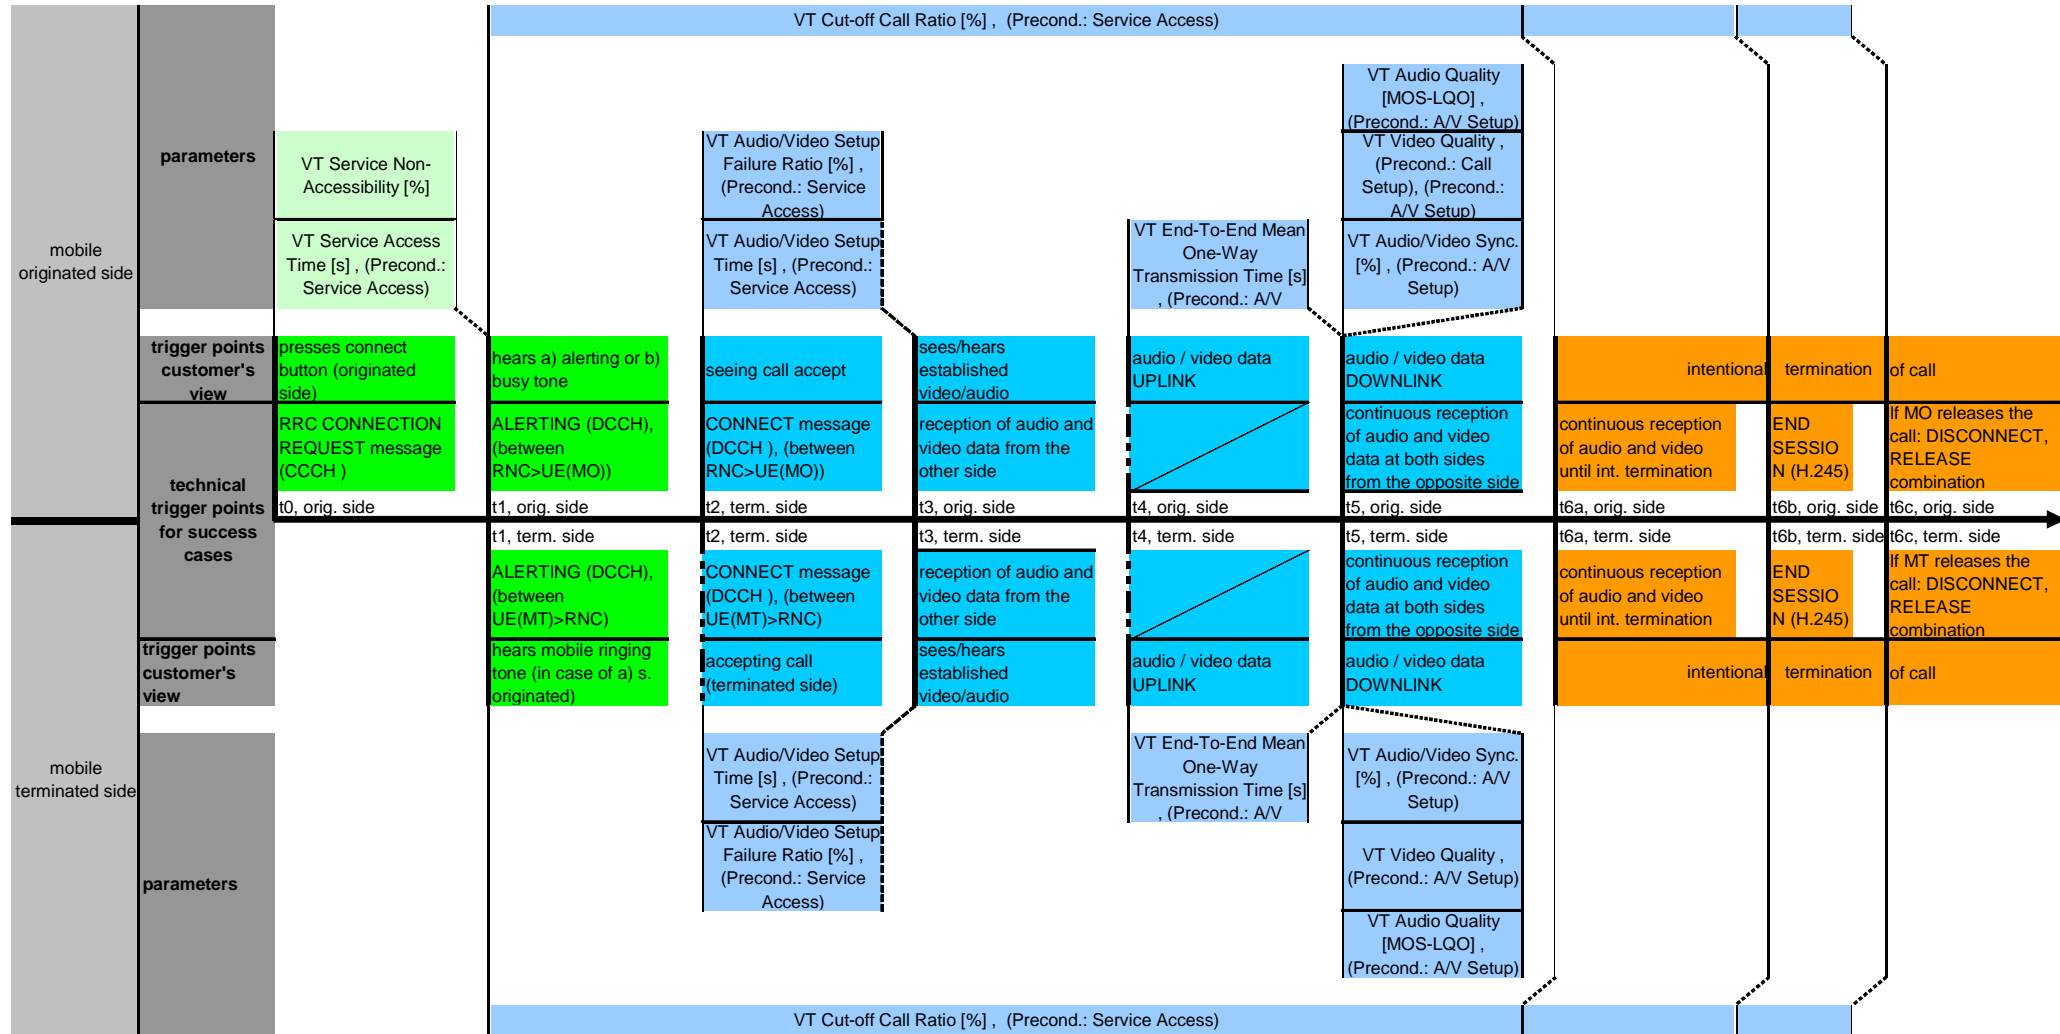 VT Cut-off Call Ratio [%] , (Precond.: Service Access)
VT Audio Quality
[MOS-LQO] ,
(Precond.: A/V Setup)
parameters
VT Service Non-
Accessibility [%]
VT Audio/Video Setup
Failure Ratio [%] ,
(Precond.: Service
Access)
VT Video Quality ,
(Precond.: Call
Setup), (Precond.:
A/V Setup)
mobile
originated side
VT Service Access
Time [s] , (Precond.:
Service Access)
VT Audio/Video Setup
Time [s] , (Precond.:
Service Access)
VT End-To-End Mean
One-Way
Transmission Time [s]
, (Precond.: A/V
VT Audio/Video Sync.
[%] , (Precond.: A/V
Setup)
trigger points
customer's
view
presses connect
button (originated
side)
hears a) alerting or b)
busy tone
seeing call accept
sees/hears
established
video/audio
audio / video data
UPLINK
audio / video data
DOWNLINK
intentional
termination
of call
technical
trigger points
for success
cases
RRC CONNECTION
REQUEST message
(CCCH )
ALERTING (DCCH),
(between
RNC>UE(MO))
CONNECT message
(DCCH ), (between
RNC>UE(MO))
reception of audio and
video data from the
other side
continuous reception
of audio and video
data at both sides
from the opposite side
continuous reception
of audio and video
until int. termination
END
SESSIO
N (H.245)
If MO releases the
call: DISCONNECT,
RELEASE
combination
t0, orig. side
t1, orig. side
t2, term. side
t3, orig. side
t4, orig. side
t5, orig. side
t6a, orig. side
t6b, orig. side
t6c, orig. side
t1, term. side
t2, term. side
t3, term. side
t4, term. side
t5, term. side
t6a, term. side
t6b, term. side
t6c, term. side
ALERTING (DCCH),
(between
UE(MT)>RNC)
CONNECT message
(DCCH ), (between
UE(MT)>RNC)
reception of audio and
video data from the
other side
continuous reception
of audio and video
data at both sides
from the opposite side
continuous reception
of audio and video
until int. termination
END
SESSIO
N (H.245)
If MT releases the
call: DISCONNECT,
RELEASE
combination
trigger points
customer's
view
hears mobile ringing
tone (in case of a) s.
originated)
accepting call
(terminated side)
sees/hears
established
video/audio
audio / video data
UPLINK
audio / video data
DOWNLINK
intentional
termination
of call
mobile
terminated side
VT Audio/Video Setup
Time [s] , (Precond.:
Service Access)
VT End-To-End Mean
One-Way
Transmission Time [s]
, (Precond.: A/V
VT Audio/Video Sync.
[%] , (Precond.: A/V
Setup)
parameters
VT Audio/Video Setup
Failure Ratio [%] ,
(Precond.: Service
Access)
VT Video Quality ,
(Precond.: A/V Setup)
VT Audio Quality
[MOS-LQO] ,
(Precond.: A/V Setup)
VT Cut-off Call Ratio [%] , (Precond.: Service Access)